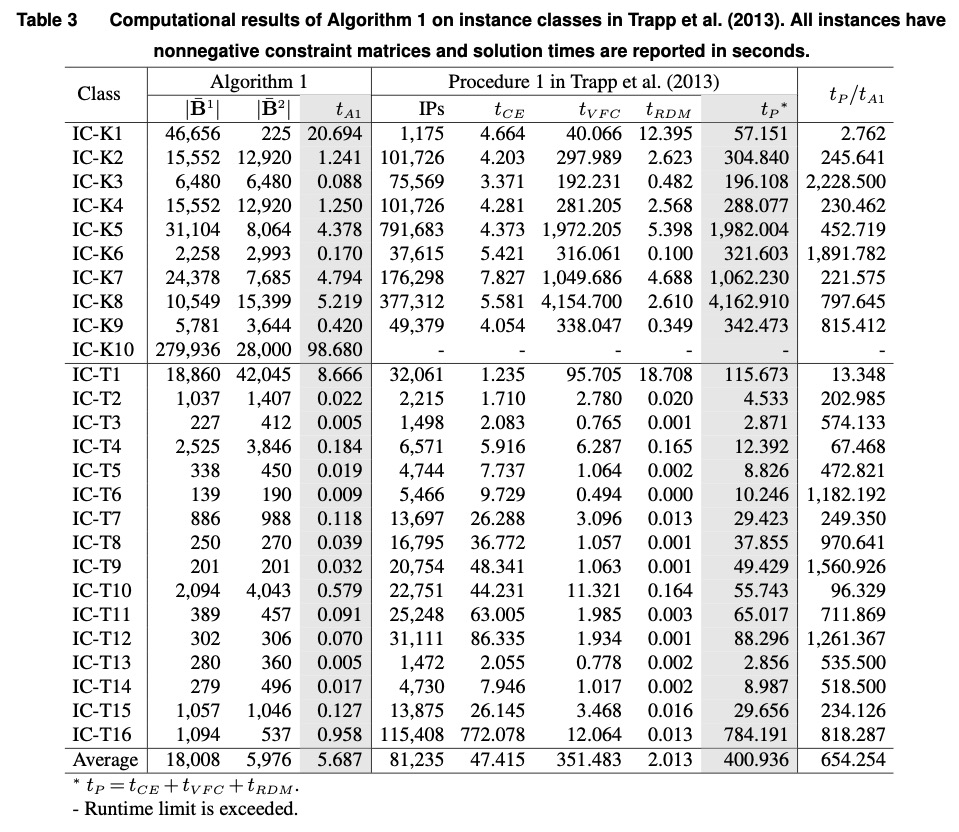 Table 3 Computational results of Algorithm 1 on instance classes in Trapp et al. (2013). All instances have
nonnegative constraint matrices and solution times are reported in seconds.
Class Algorithm 1 Procedure 1 in Trapp et al. (2013) t_P/t_A1
|B̄¹| |B̄²| t_A1 IPs t_CE t_VFC t_RDM t_P*
IC-K1 46,656 225 20.694 1,175 4.664 40.066 12.395 57.151 2.762
IC-K2 15,552 12,920 1.241 101,726 4.203 297.989 2.623 304.840 245.641
IC-K3 6,480 6,480 0.088 75,569 3.371 192.231 0.482 196.108 2,228.500
IC-K4 15,552 12,920 1.250 101,726 4.281 281.205 2.568 288.077 230.462
IC-K5 31,104 8,064 4.378 791,683 4.373 1,972.205 5.398 1,982.004 452.719
IC-K6 2,258 2,993 0.170 37,615 5.421 316.061 0.100 321.603 1,891.782
IC-K7 24,378 7,685 4.794 176,298 7.827 1,049.686 4.688 1,062.230 221.575
IC-K8 10,549 15,399 5.219 377,312 5.581 4,154.700 2.610 4,162.910 797.645
IC-K9 5,781 3,644 0.420 49,379 4.054 338.047 0.349 342.473 815.412
IC-K10 279,936 28,000 98.680 - - - - - -
IC-T1 18,860 42,045 8.666 32,061 1.235 95.705 18.708 115.673 13.348
IC-T2 1,037 1,407 0.022 2,215 1.710 2.780 0.020 4.533 202.985
IC-T3 227 412 0.005 1,498 2.083 0.765 0.001 2.871 574.133
IC-T4 2,525 3,846 0.184 6,571 5.916 6.287 0.165 12.392 67.468
IC-T5 338 450 0.019 4,744 7.737 1.064 0.002 8.826 472.821
IC-T6 139 190 0.009 5,466 9.729 0.494 0.000 10.246 1,182.192
IC-T7 886 988 0.118 13,697 26.288 3.096 0.013 29.423 249.350
IC-T8 250 270 0.039 16,795 36.772 1.057 0.001 37.855 970.641
IC-T9 201 201 0.032 20,754 48.341 1.063 0.001 49.429 1,560.926
IC-T10 2,094 4,043 0.579 22,751 44.231 11.321 0.164 55.743 96.329
IC-T11 389 457 0.091 25,248 63.005 1.985 0.003 65.017 711.869
IC-T12 302 306 0.070 31,111 86.335 1.934 0.001 88.296 1,261.367
IC-T13 280 360 0.005 1,472 2.055 0.778 0.002 2.856 535.500
IC-T14 279 496 0.017 4,730 7.946 1.017 0.002 8.987 518.500
IC-T15 1,057 1,046 0.127 13,875 26.145 3.468 0.016 29.656 234.126
IC-T16 1,094 537 0.958 115,408 772.078 12.064 0.013 784.191 818.287
Average 18,008 5,976 5.687 81,235 47.415 351.483 2.013 400.936 654.254
* t_P = t_CE + t_VFC + t_RDM.
- Runtime limit is exceeded.